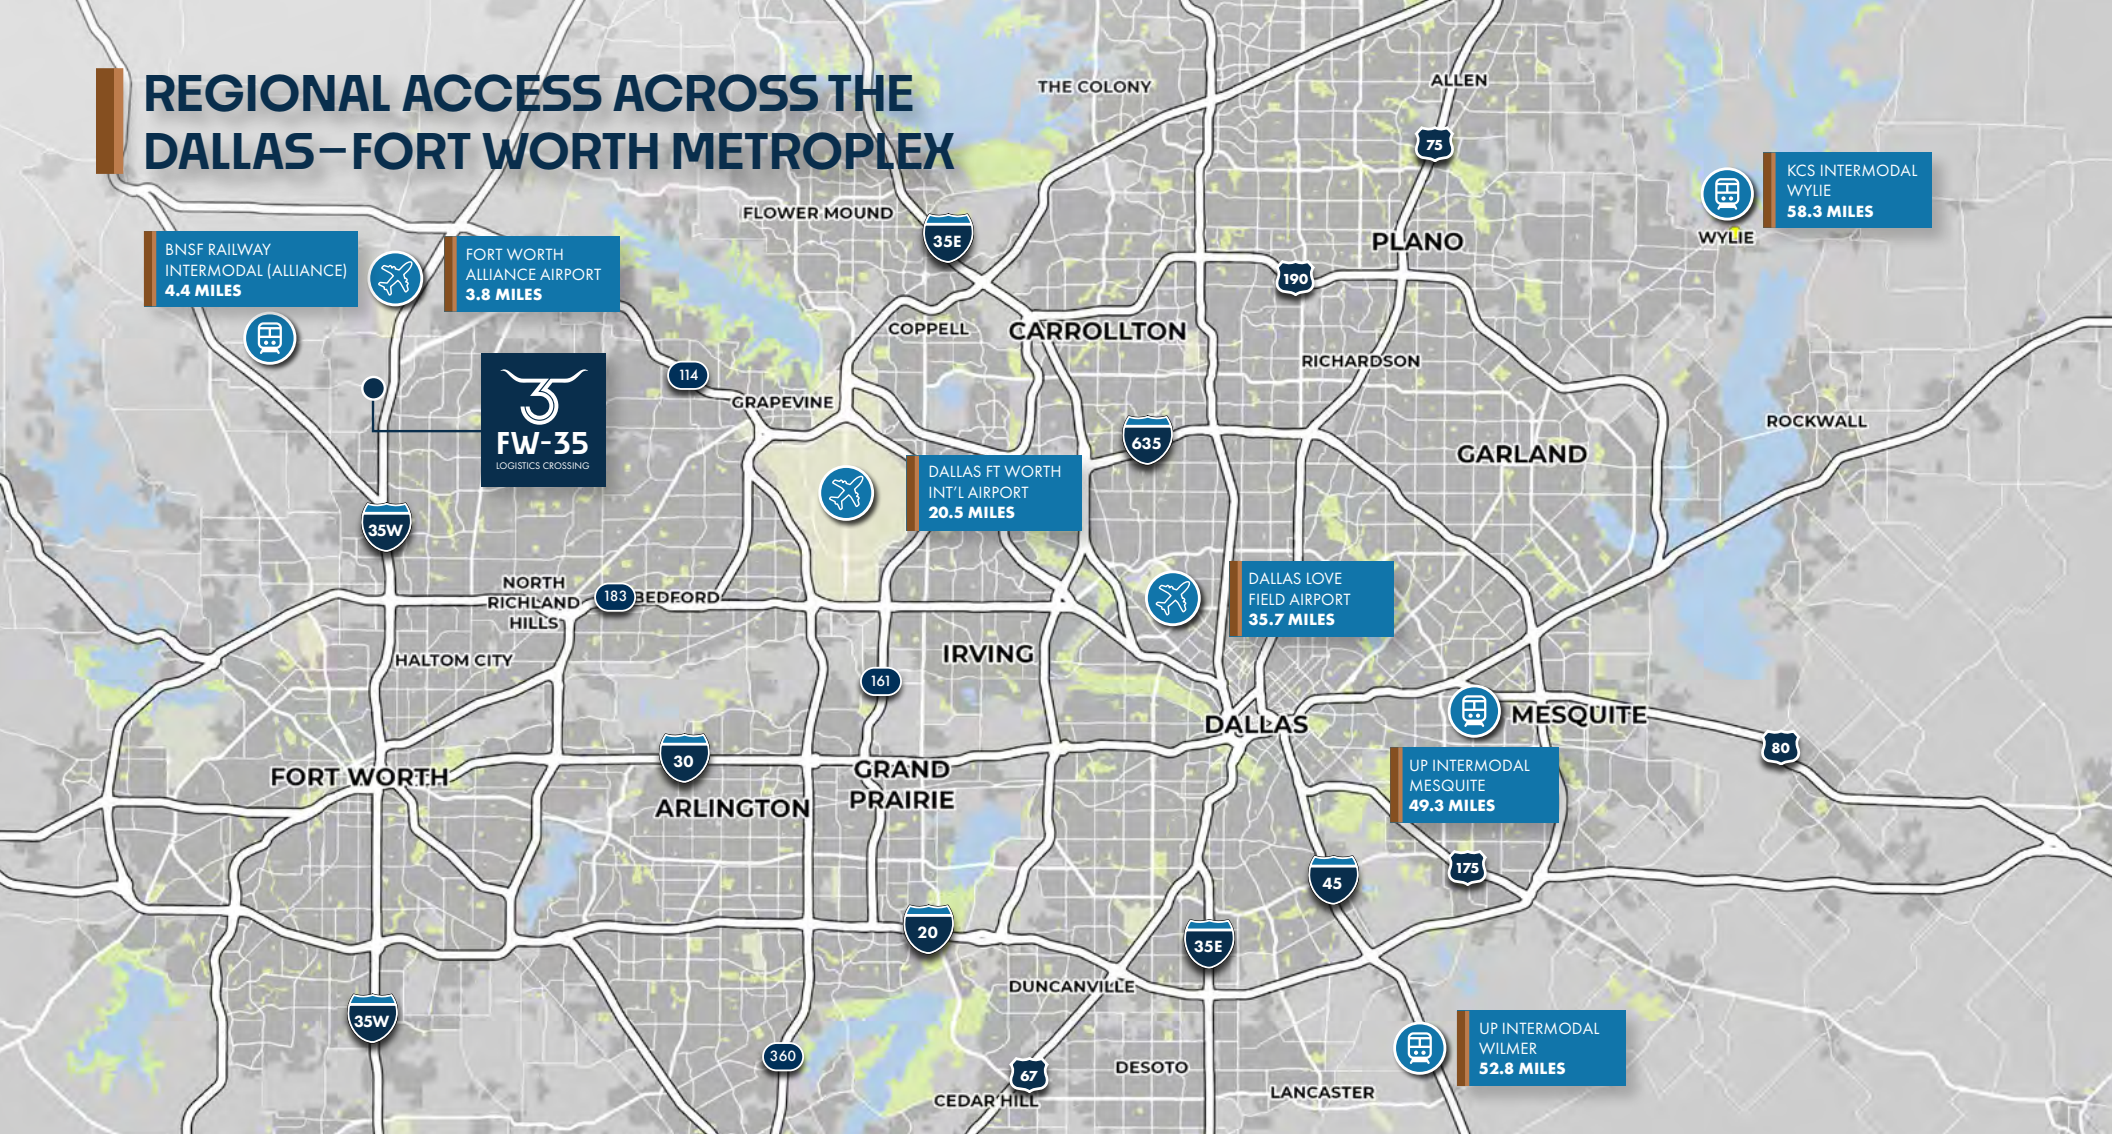 REGIONAL ACCESS ACROSS THE
DALLAS–FORT WORTH METROPLEX
THE COLONY
ALLEN
75
KCS INTERMODAL
WYLIE
58.3 MILES
WYLIE
FLOWER MOUND
35E
PLANO
190
BNSF RAILWAY
INTERMODAL (ALLIANCE)
4.4 MILES
FORT WORTH
ALLIANCE AIRPORT
3.8 MILES
COPPELL
CARROLLTON
RICHARDSON
114
GRAPEVINE
FW-35
LOGISTICS CROSSING
635
GARLAND
ROCKWALL
DALLAS FT WORTH
INT'L AIRPORT
20.5 MILES
35W
NORTH
RICHLAND
HILLS
183
BEDFORD
DALLAS LOVE
FIELD AIRPORT
35.7 MILES
HALTOM CITY
IRVING
161
DALLAS
MESQUITE
80
30
FORT WORTH
GRAND
PRAIRIE
ARLINGTON
UP INTERMODAL
MESQUITE
49.3 MILES
175
45
20
35E
DUNCANVILLE
35W
360
67
CEDAR HILL
DESOTO
LANCASTER
UP INTERMODAL
WILMER
52.8 MILES